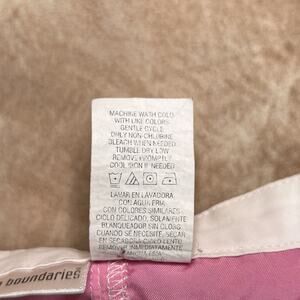 MACHINE WASH COLD
WITH LIKE COLORS
GENTLE CYCLE
ONLY NON-CHLORINE
BLEACH WHEN NEEDED
TUMBLE DRY LOW
REMOVE PROMPTLY
COOL IRON IF NEEDED
LAVAR EN LAVADORA
CON AGUA FRIA
CON COLORES SIMILARES
CICLO DELICADO, SOLAMENTE
BLANQUEADOR SIN CLORO
CUANDO SE NECESITE, SECAR
EN SECADORA CICLO LENTO
boundaries